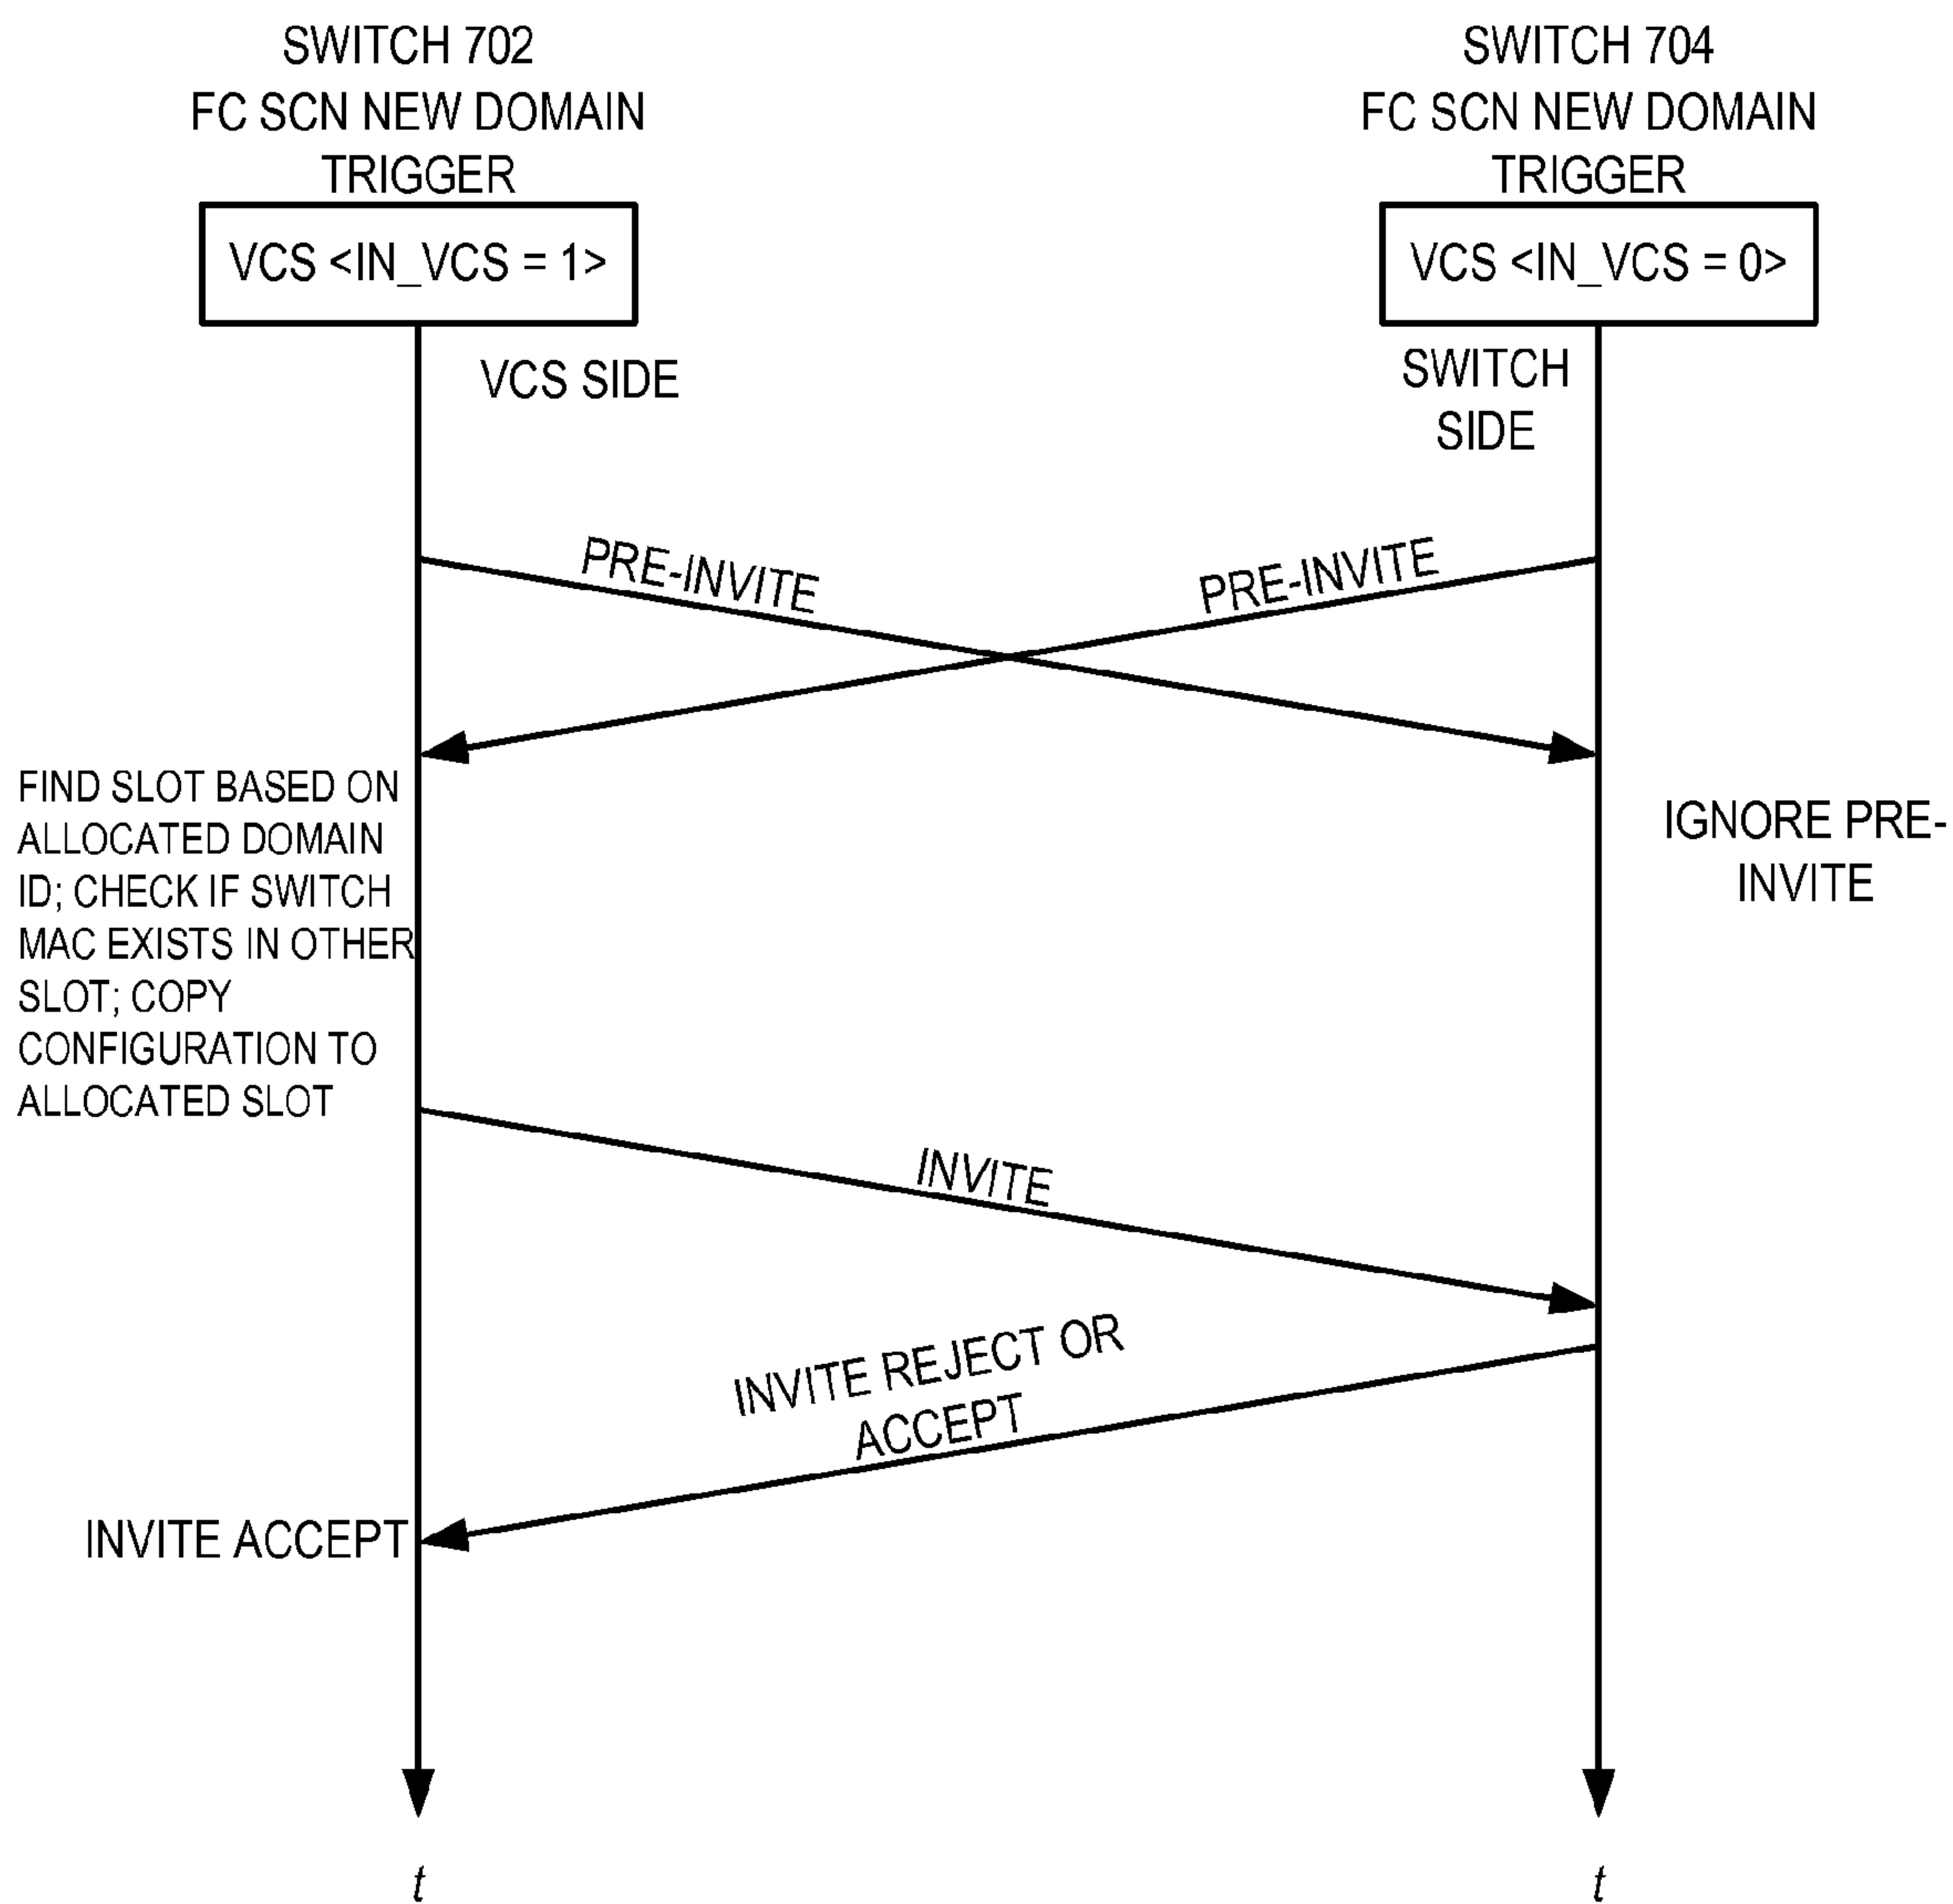 SWITCH 702
FC SCN NEW DOMAIN
TRIGGER
VCS <IN_VCS = 1>
VCS SIDE
SWITCH 704
FC SCN NEW DOMAIN
TRIGGER
VCS <IN_VCS = 0>
SWITCH
SIDE
PRE-INVITE
PRE-INVITE
FIND SLOT BASED ON
ALLOCATED DOMAIN
ID; CHECK IF SWITCH
MAC EXISTS IN OTHER
SLOT; COPY
CONFIGURATION TO
ALLOCATED SLOT
IGNORE PRE-
INVITE
INVITE
INVITE REJECT OR
ACCEPT
INVITE ACCEPT
t
t